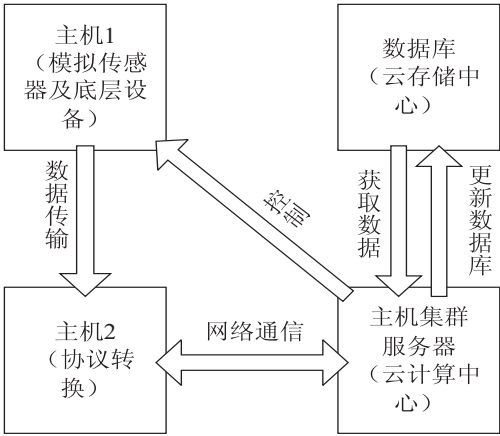 主机1
（模拟传感
器及底层设
备）
数据库
（云存储中
心）
数据传输
控制
获取数据
更新数据库
主机2
（协议转
换）
网络通信
主机集群
服务器
（云计算中
心）